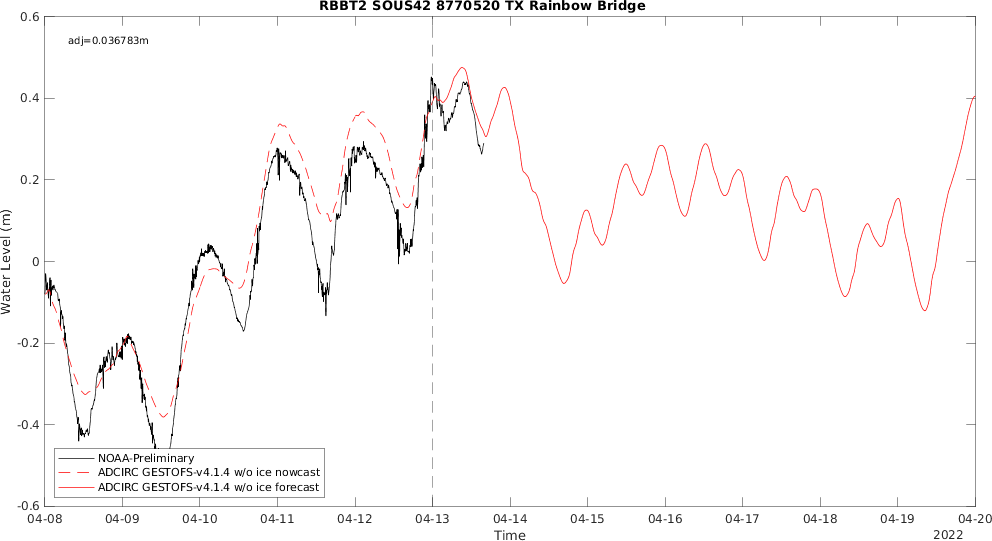 RBBT2 SOUS42 8770520 TX Rainbow Bridge
adj=0.036783m
0.6
0.4
0.2
0
-0.2
-0.4
-0.6
Water Level (m)
NOAA-Preliminary
ADCIRC GESTOFS-v4.1.4 w/o ice nowcast
ADCIRC GESTOFS-v4.1.4 w/o ice forecast
04-08 04-09 04-10 04-11 04-12 04-13 04-14 04-15 04-16 04-17 04-18 04-19 04-20
Time
2022